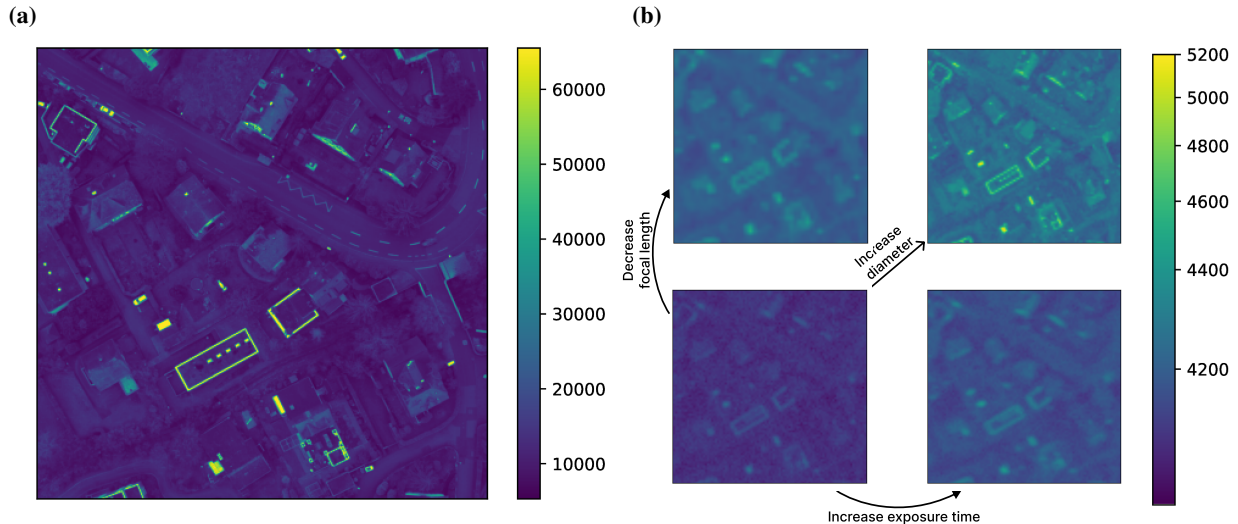 (a)
(b)
60000
50000
40000
30000
20000
10000
Decrease
focal length
Increase
diameter
Increase exposure time
5200
5000
4800
4600
4400
4200